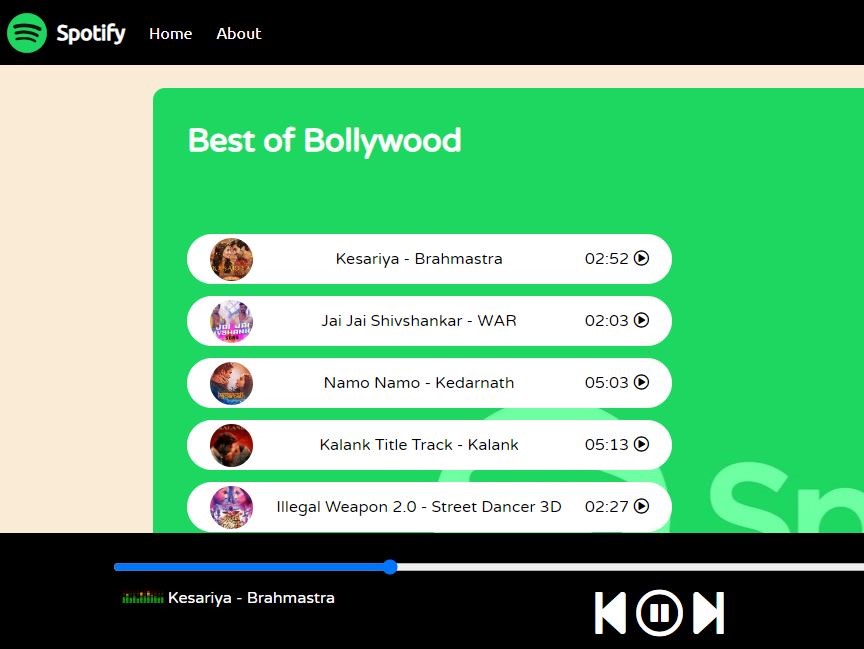 Spotify Home About
Best of Bollywood
Kesariya - Brahmastra 02:52
Jai Jai Shivshankar - WAR 02:03
Namo Namo - Kedarnath 05:03
Kalank Title Track - Kalank 05:13
Illegal Weapon 2.0 - Street Dancer 3D 02:27
Sp
Kesariya - Brahmastra